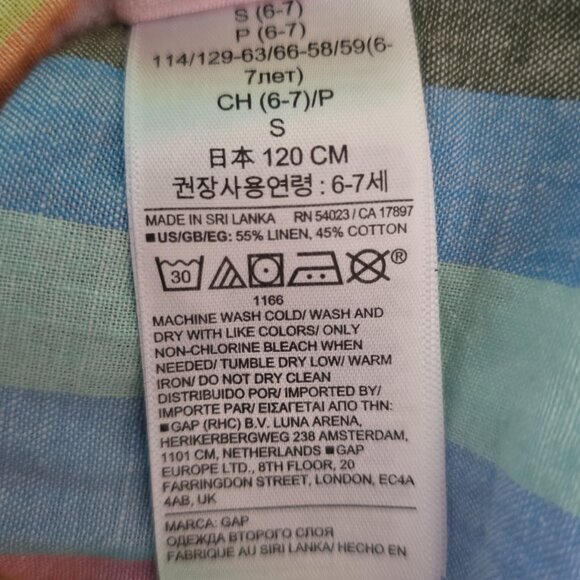 S (6-7)
P (6-7)
114/129-63/66-58/59(6-
7лет)
CH (6-7)/P
S
日本 120 CM
권장사용연령 : 6-7세
MADE IN SRI LANKA RN 54023 / CA 17897
■US/GB/EG: 55% LINEN, 45% COTTON
30
®
1166
MACHINE WASH COLD/ WASH AND
DRY WITH LIKE COLORS/ ONLY
NON-CHLORINE BLEACH WHEN
NEEDED/ TUMBLE DRY LOW/ WARM
IRON/ DO NOT DRY CLEAN
DISTRIBUIDO POR/ IMPORTED BY/
IMPORTE PAR/ ΕΙΣΑΓΕΤΑΙ ΑΠΟ ΤΗΝ:
■GAP (RHC) B.V. LUNA ARENA,
HERIKERBERGWEG 238 AMSTERDAM,
1101 CM, NETHERLANDS ■GAP
EUROPE LTD., 8TH FLOOR, 20
FARRINGDON STREET, LONDON, EC4A
4AB, UK
MARCA: GAP
ОДЕЖДА ВТОРОГО СЛОЯ
FABRIQUE AU SRI LANKA/ HECHO EN